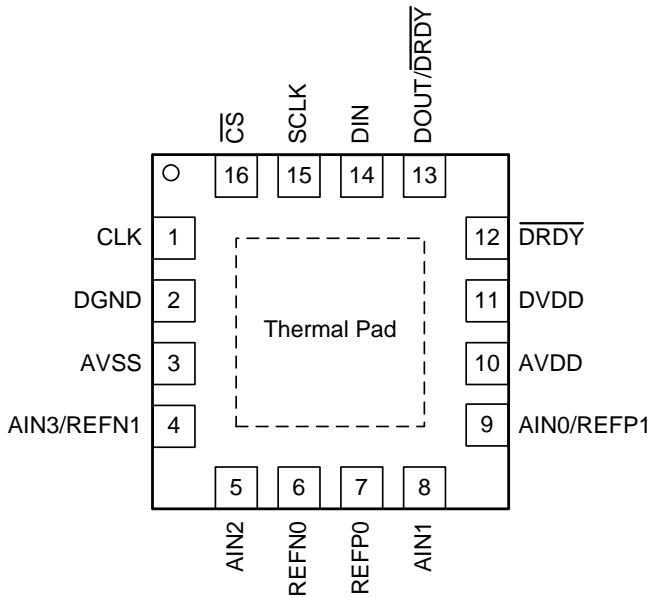 DOUT/DRDY
DIN
SCLK
CS
16 15 14 13
CLK 1
12 DRDY
DGND 2
11 DVDD
Thermal Pad
AVSS 3
10 AVDD
AIN3/REFN1 4
9 AIN0/REFP1
5 6 7 8
AIN2
REFN0
REFP0
AIN1